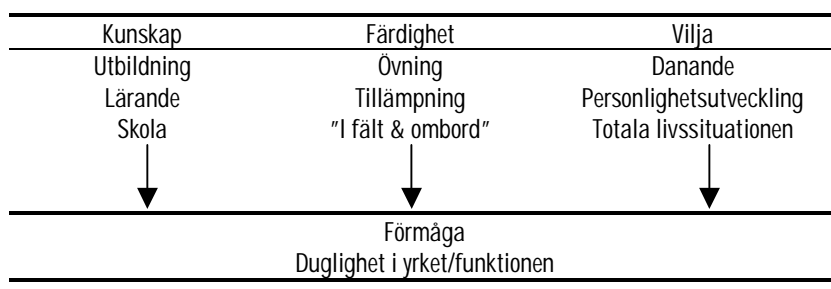 Kunskap Färdighet Vilja
Utbildning Övning Danande
Lärande Tillämpning Personlighetsutveckling
Skola "I fält & ombord" Totala livssituationen
Förmåga
Duglighet i yrket/funktionen